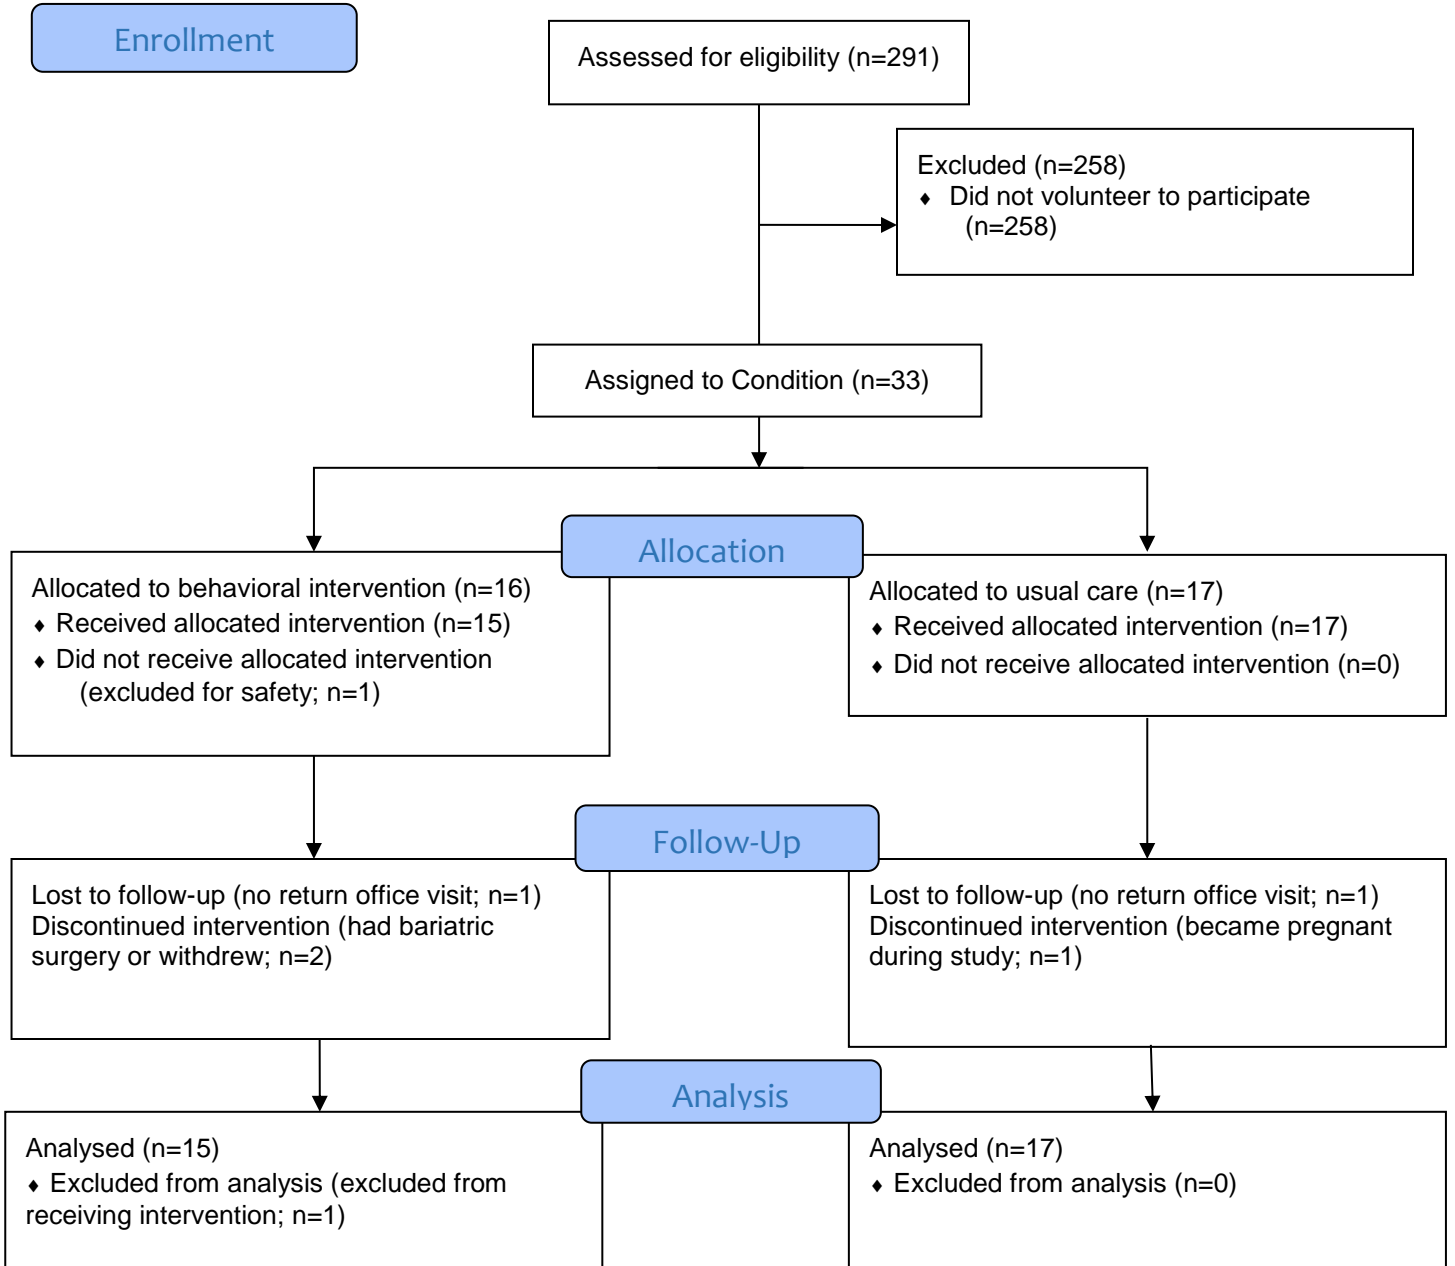 Enrollment
Assessed for eligibility (n=291)
Excluded (n=258)
♦ Did not volunteer to participate
(n=258)
Assigned to Condition (n=33)
Allocation
Allocated to behavioral intervention (n=16)
♦ Received allocated intervention (n=15)
♦ Did not receive allocated intervention
(excluded for safety; n=1)
Allocated to usual care (n=17)
♦ Received allocated intervention (n=17)
♦ Did not receive allocated intervention (n=0)
Follow-Up
Lost to follow-up (no return office visit; n=1)
Discontinued intervention (had bariatric
surgery or withdrew; n=2)
Lost to follow-up (no return office visit; n=1)
Discontinued intervention (became pregnant
during study; n=1)
Analysis
Analysed (n=15)
♦ Excluded from analysis (excluded from
receiving intervention; n=1)
Analysed (n=17)
♦ Excluded from analysis (n=0)